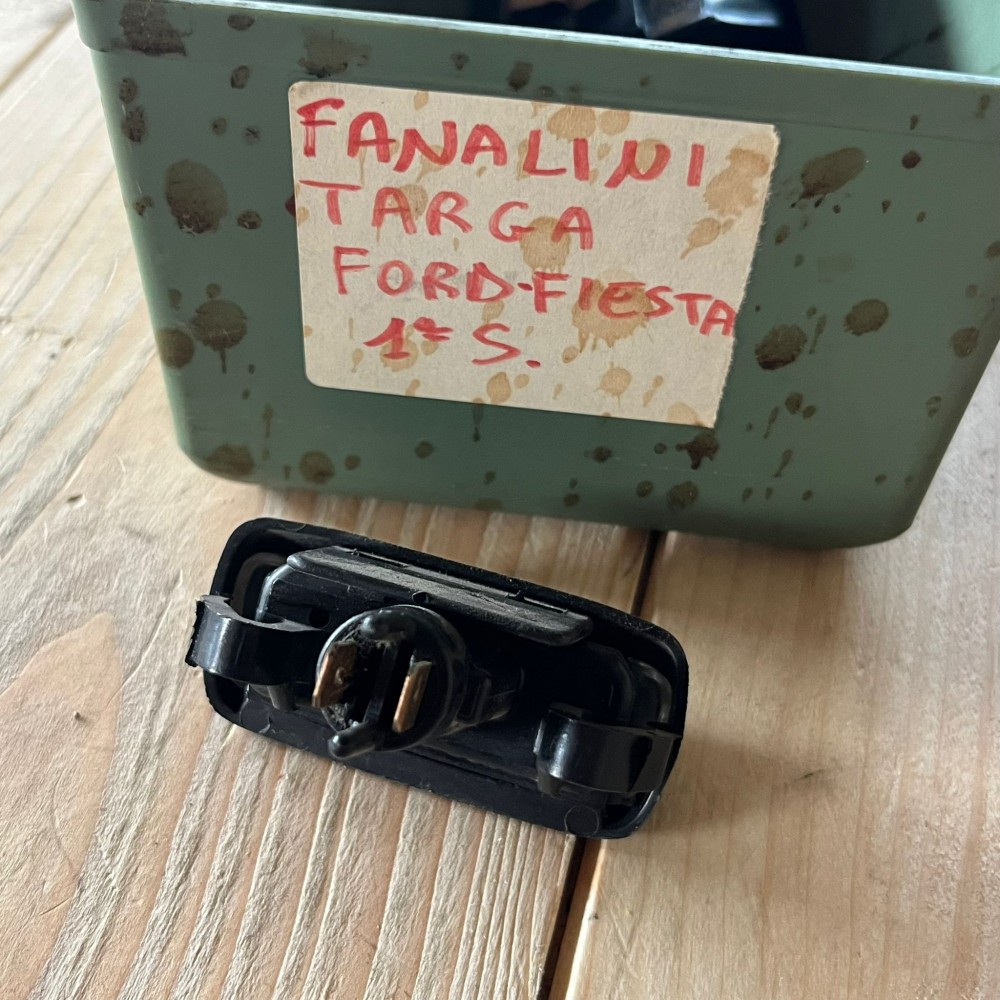 FANALINI
TARGA
FORD-FIESTA
1ª S.